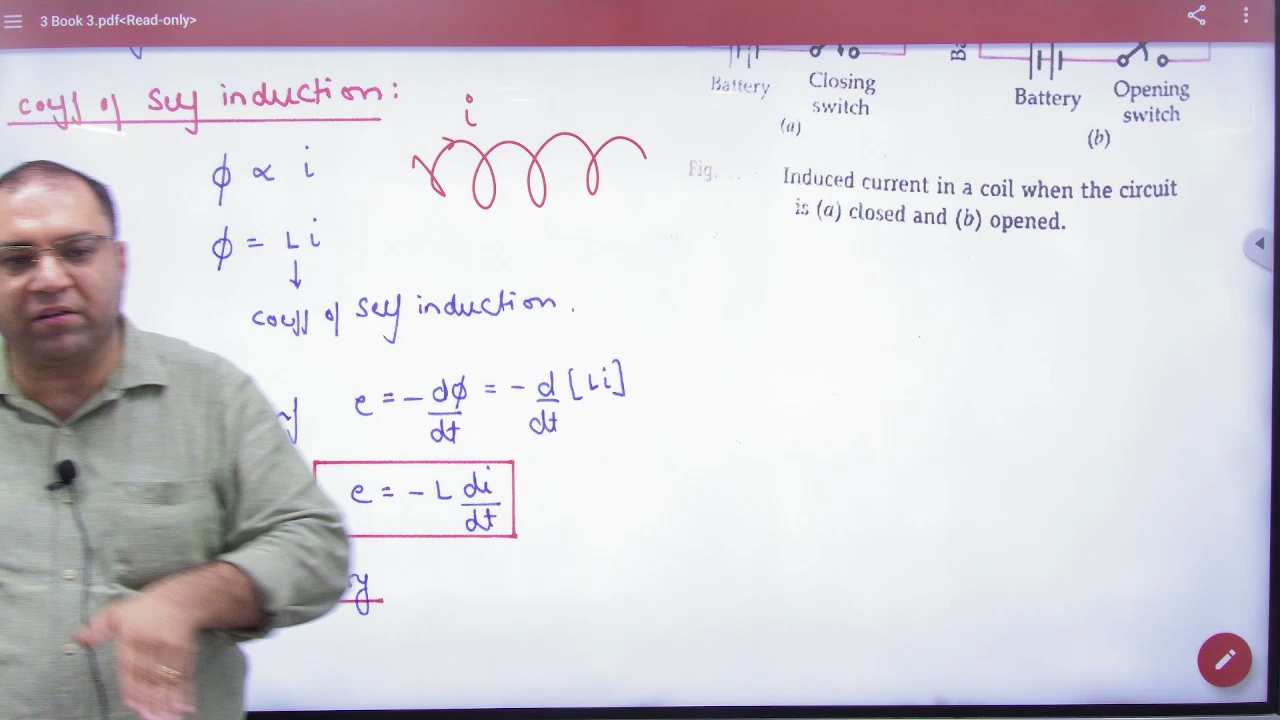 3 Book 3.pdf<Read-only>
Battery
Closing
switch
(a)
Battery
Opening
switch
(b)
Fig.
Induced current in a coil when the circuit
is (a) closed and (b) opened.
coeff of self induction:
i
ϕ ∝ i
ϕ = Li
↓
coeff of self induction.
e = -dϕ/dt = -d/dt [Li]
e = -L di/dt